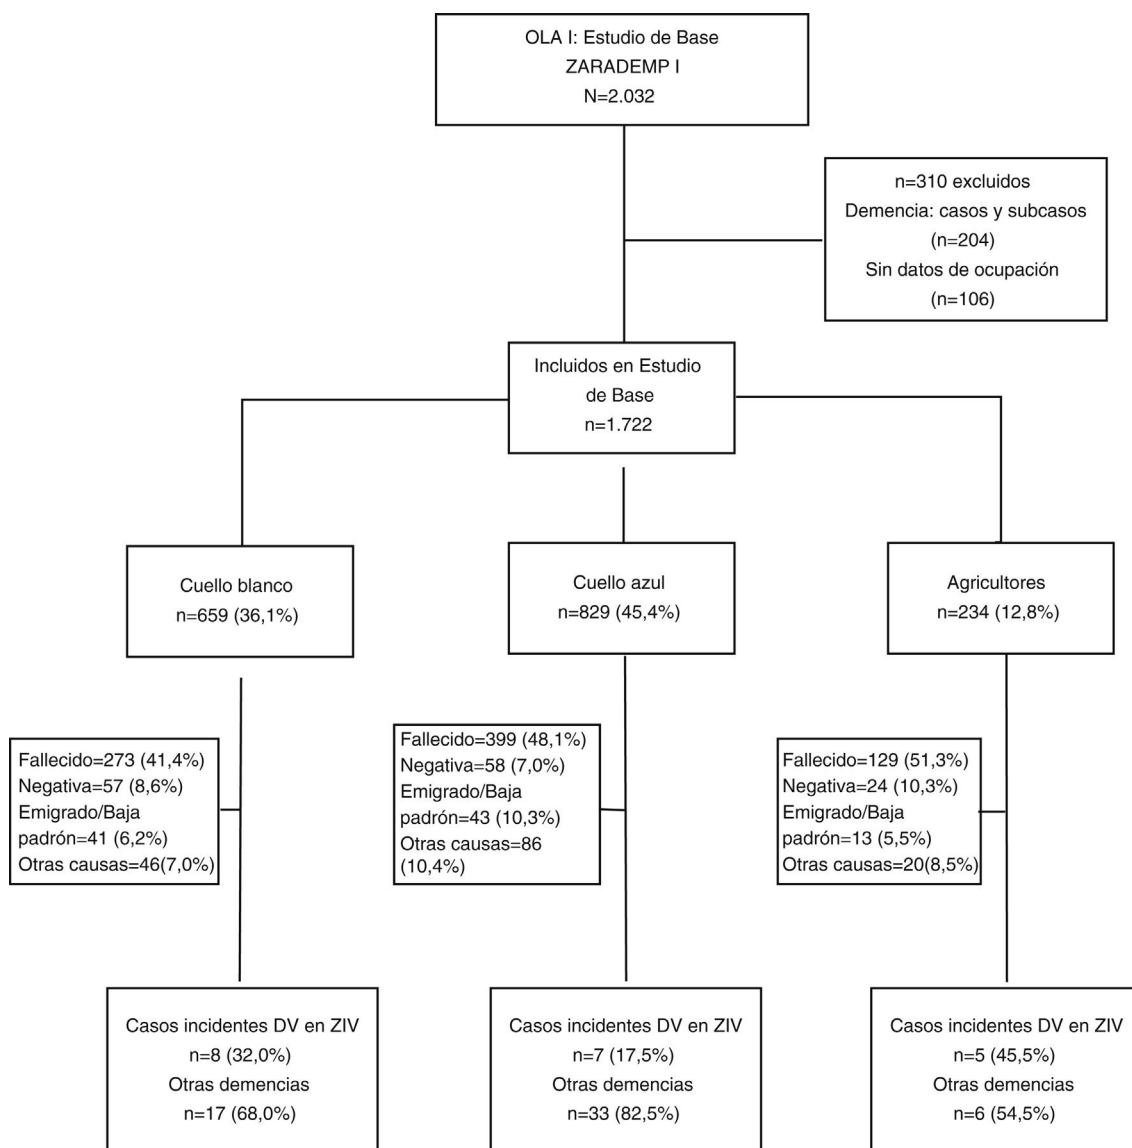 OLA I: Estudio de Base
ZARADEMP I
N=2.032
n=310 excluidos
Demencia: casos y subcasos
(n=204)
Sin datos de ocupación
(n=106)
Incluidos en Estudio
de Base
n=1.722
Cuello blanco
n=659 (36,1%)
Cuello azul
n=829 (45,4%)
Agricultores
n=234 (12,8%)
Fallecido=273 (41,4%)
Negativa=57 (8,6%)
Emigrado/Baja
padrón=41 (6,2%)
Otras causas=46(7,0%)
Fallecido=399 (48,1%)
Negativa=58 (7,0%)
Emigrado/Baja
padrón=43 (10,3%)
Otras causas=86
(10,4%)
Fallecido=129 (51,3%)
Negativa=24 (10,3%)
Emigrado/Baja
padrón=13 (5,5%)
Otras causas=20(8,5%)
Casos incidentes DV en ZIV
n=8 (32,0%)
Otras demencias
n=17 (68,0%)
Casos incidentes DV en ZIV
n=7 (17,5%)
Otras demencias
n=33 (82,5%)
Casos incidentes DV en ZIV
n=5 (45,5%)
Otras demencias
n=6 (54,5%)